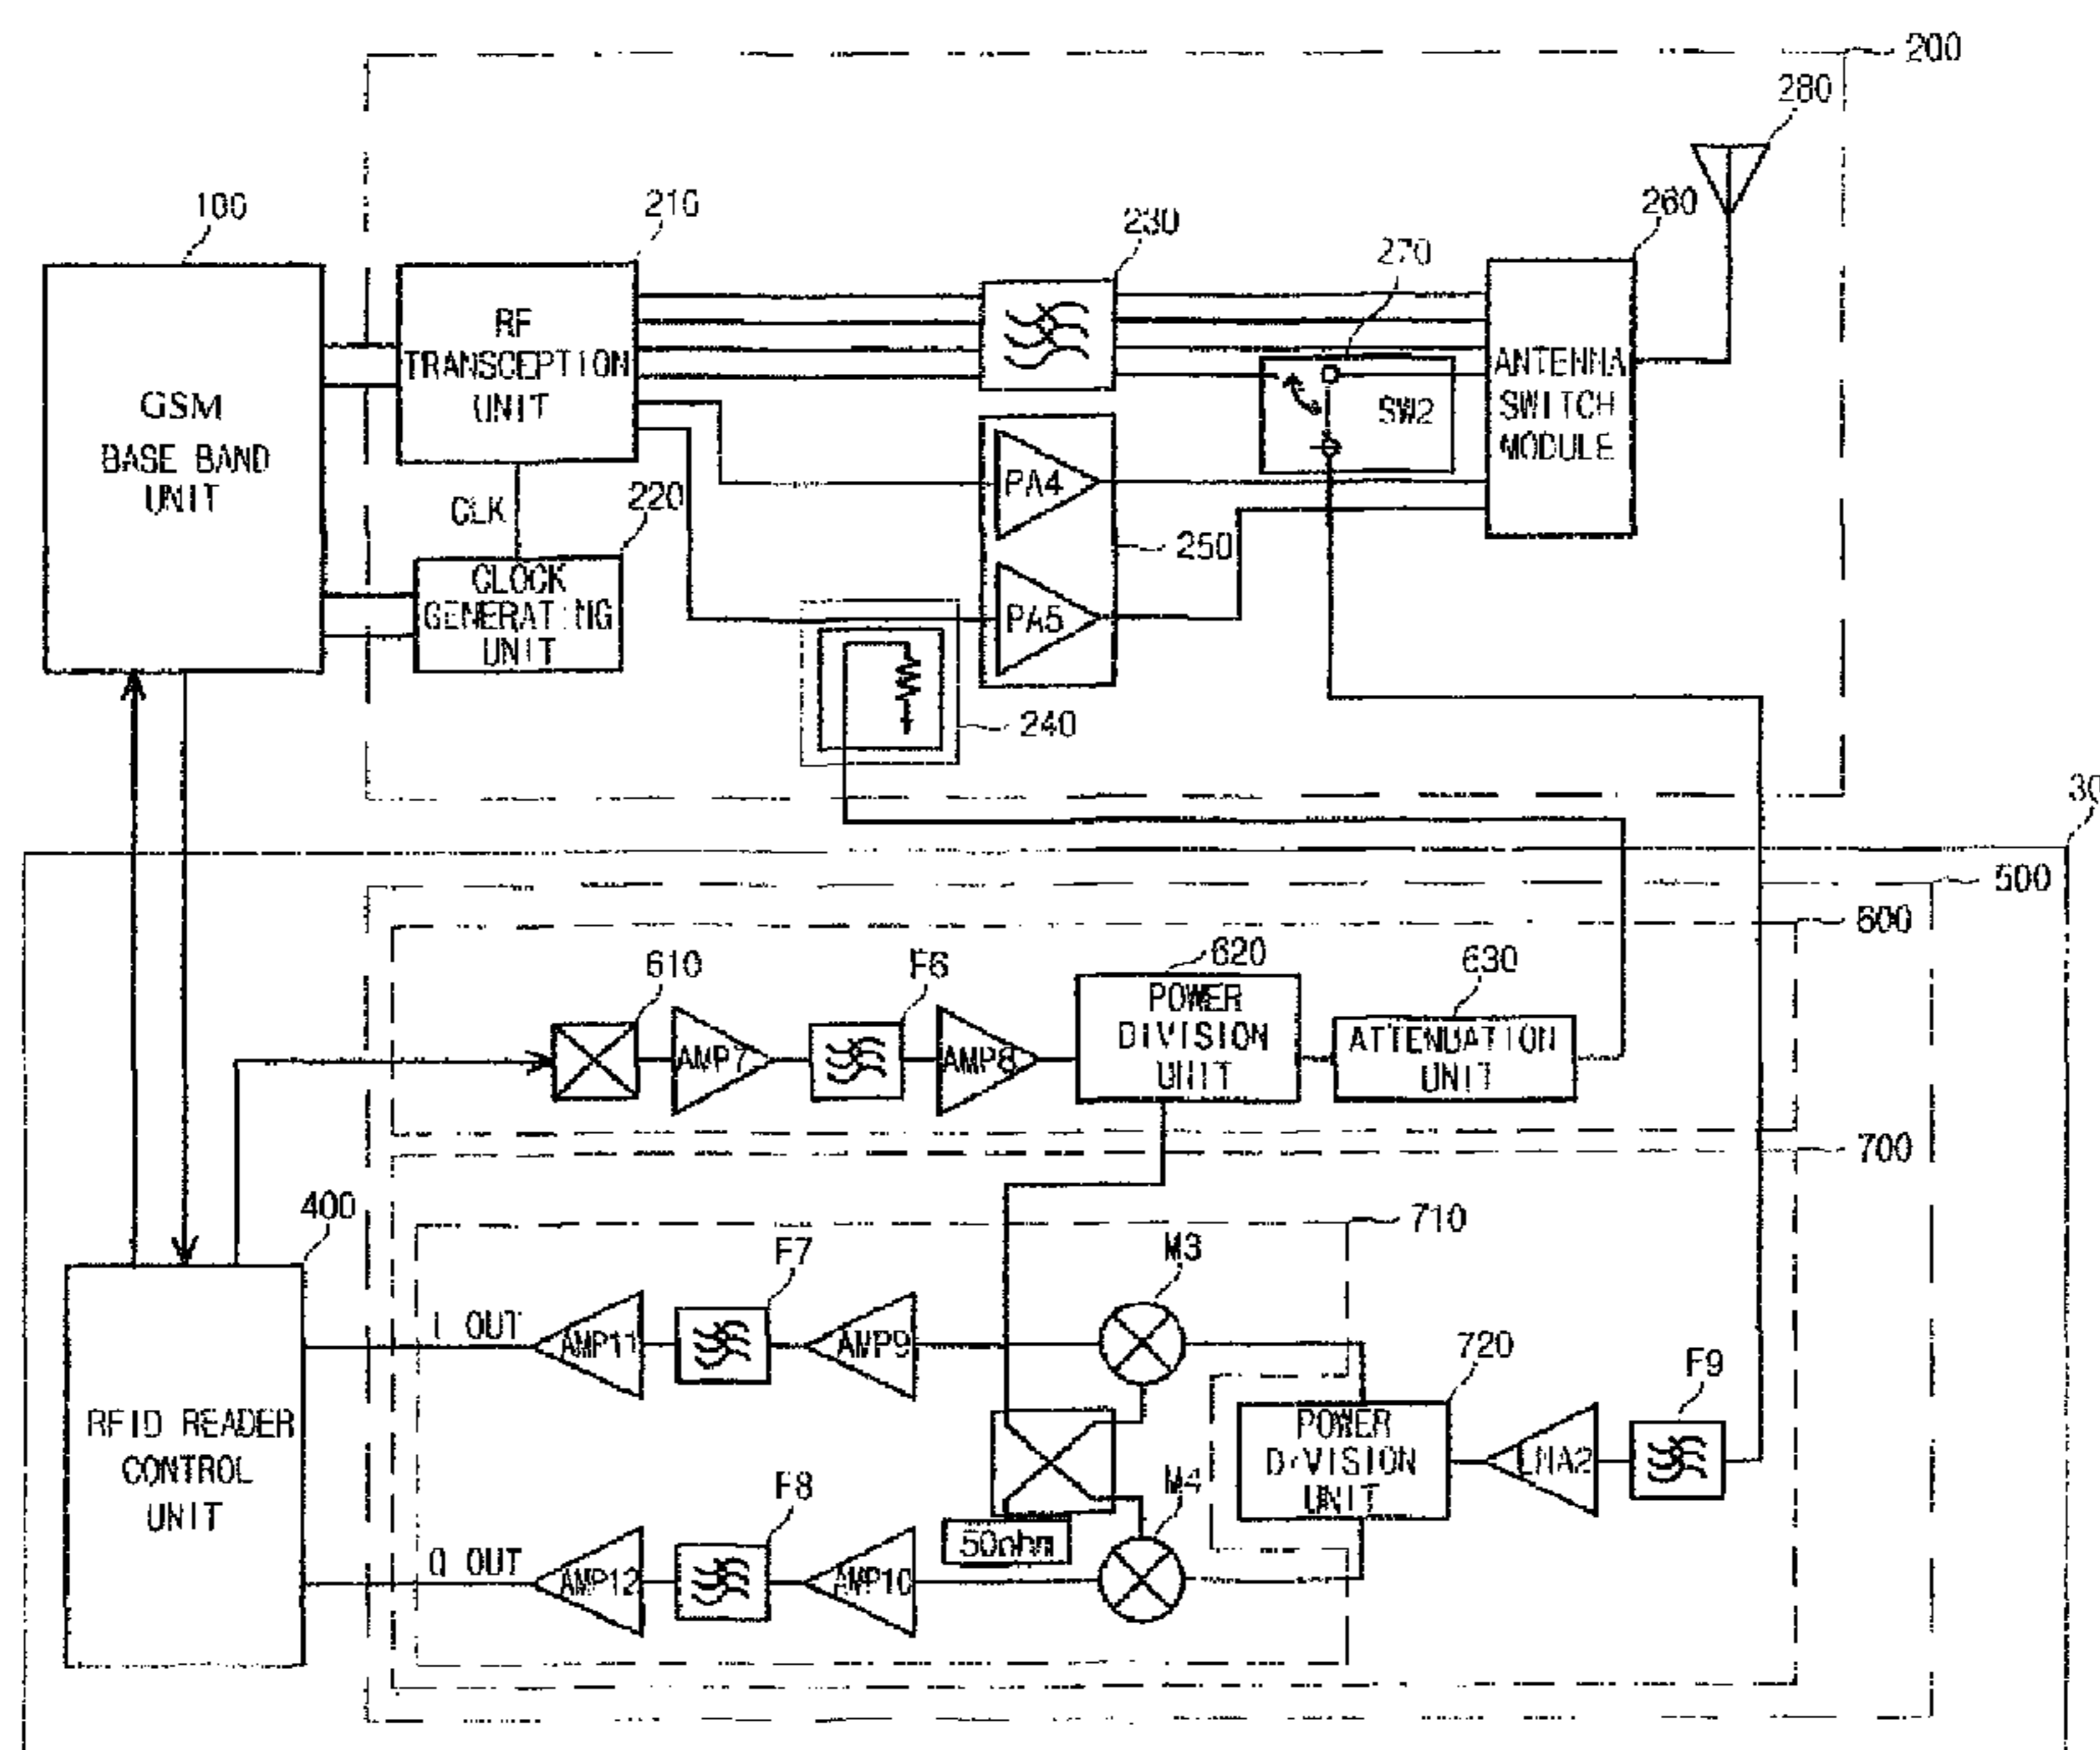 200
280
100
210
230
270
260
RF
TRANSCEPTION
UNIT
ANTENNA
SWITCH
MODULE
SW2
GSM
BASE BAND
UNIT
PA4
CLK
220
250
CLOCK
GENERATING
UNIT
PA5
240
30
500
600
610
F6
620
630
POWER
DIVISION
UNIT
ATTENUATION
UNIT
AMP7
AMP8
700
400
710
F7
M3
I OUT
AMP11
AMP9
720
F9
RFID READER
CONTROL
UNIT
POWER
DIVISION
UNIT
LNA2
F8
M4
50ohm
Q OUT
AMP12
AMP10